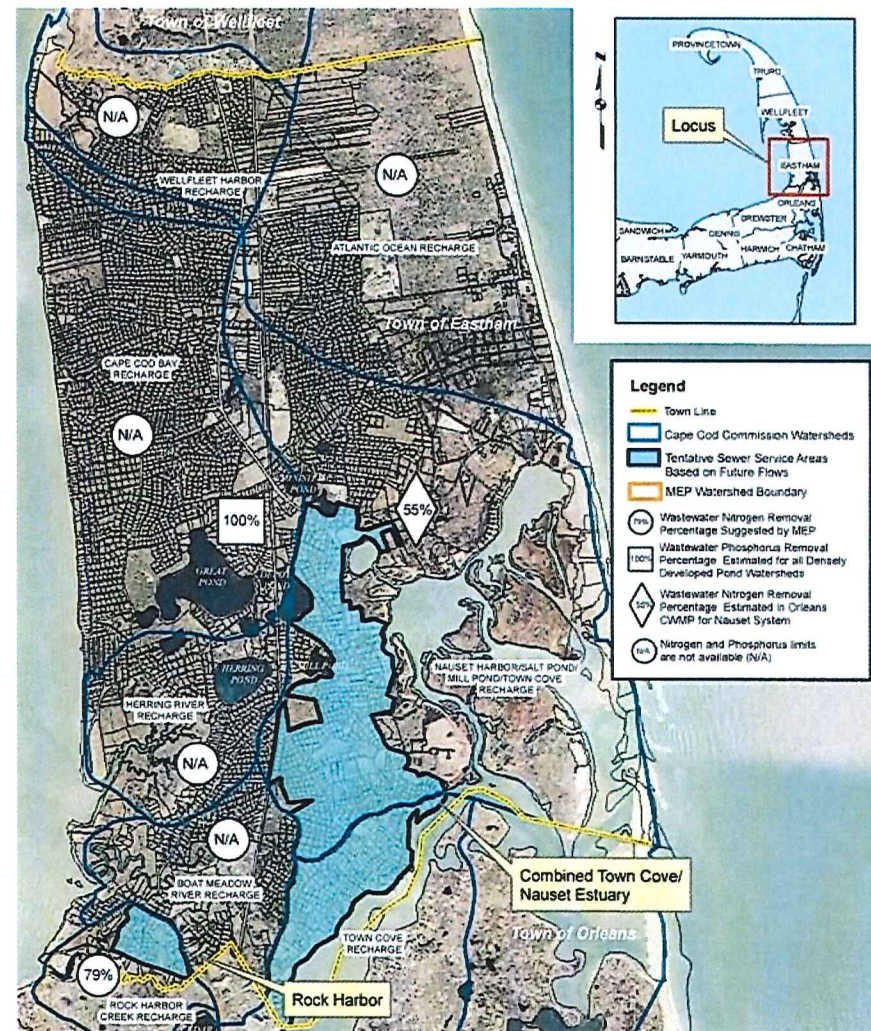 Town of Wellfleet
N/A
WELLFLEET HARBOR
RECHARGE
N/A
ATLANTIC OCEAN RECHARGE
Town of Eastham
CAPE COD BAY
RECHARGE
N/A
100%
55%
GREAT
POND
HERRING
POND
NAUSET HARBOR/SALT POND/
MILL POND/TOWN COVE
RECHARGE
HERRING RIVER
RECHARGE
N/A
N/A
BOAT MEADOW
RIVER RECHARGE
Combined Town Cove/
Nauset Estuary
TOWN COVE
RECHARGE
Town of Orleans
79%
Rock Harbor
ROCK HARBOR
CREEK RECHARGE
N
PROVINCETOWN
TRURO
WELLFLEET
Locus
EASTHAM
ORLEANS
BREWSTER
SANDWICH
DENNIS
HARWICH
CHATHAM
BARNSTABLE
YARMOUTH
Legend
Town Line
Cape Cod Commission Watersheds
Tentative Sewer Service Areas
Based on Future Flows
MEP Watershed Boundary
79%
Wastewater Nitrogen Removal
Percentage Suggested by MEP
100%
Wastewater Phosphorus Removal
Percentage Estimated for all Densely
Developed Pond Watersheds
55%
Wastewater Nitrogen Removal
Percentage Estimated in Orleans
CWMP for Nauset System
N/A
Nitrogen and Phosphorus limits
are not available (N/A)